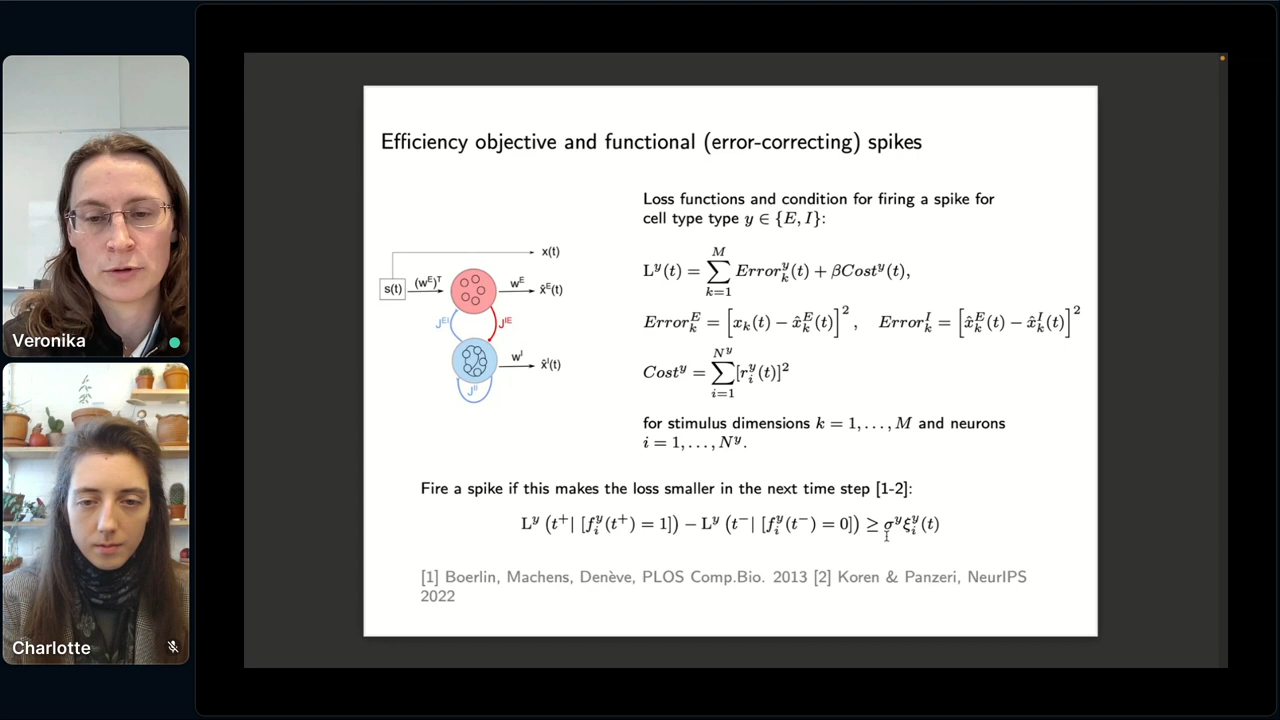 Efficiency objective and functional (error-correcting) spikes
Loss functions and condition for firing a spike for
cell type type y ∈ {E, I}:
L^y(t) = ∑_{k=1}^{M} Error_k^y(t) + βCost^y(t),
Error_k^E = [x_k(t) − x̂_k^E(t)]^2, Error_k^I = [x̂_k^E(t) − x̂_k^I(t)]^2
Cost^y = ∑_{i=1}^{N^y} [r_i^y(t)]^2
for stimulus dimensions k = 1, . . . , M and neurons
i = 1, . . . , N^y.
x(t)
s(t) (w^E)^T w^E x̂^E(t)
J^EI J^IE
w^I x̂^I(t)
J^II
Fire a spike if this makes the loss smaller in the next time step [1-2]:
L^y (t^+| [f_i^y(t^+) = 1]) − L^y (t^−| [f_i^y(t^−) = 0]) ≥ σ^y ξ_i^y(t)
[1] Boerlin, Machens, Denève, PLOS Comp.Bio. 2013 [2] Koren & Panzeri, NeurIPS
2022
Veronika
Charlotte